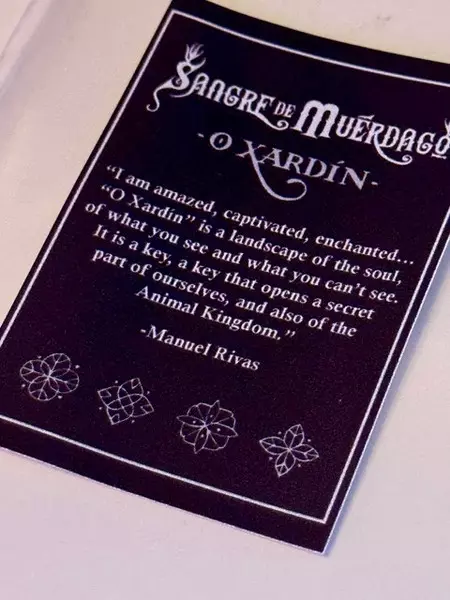 SANGRE DE MUÉRDAGO
- O XARDÍN -
“I am amazed, captivated, enchanted...
“O Xardín” is a landscape of the soul,
of what you see and what you can’t see.
It is a key, a key that opens a secret
part of ourselves, and also of the
Animal Kingdom.”
-Manuel Rivas